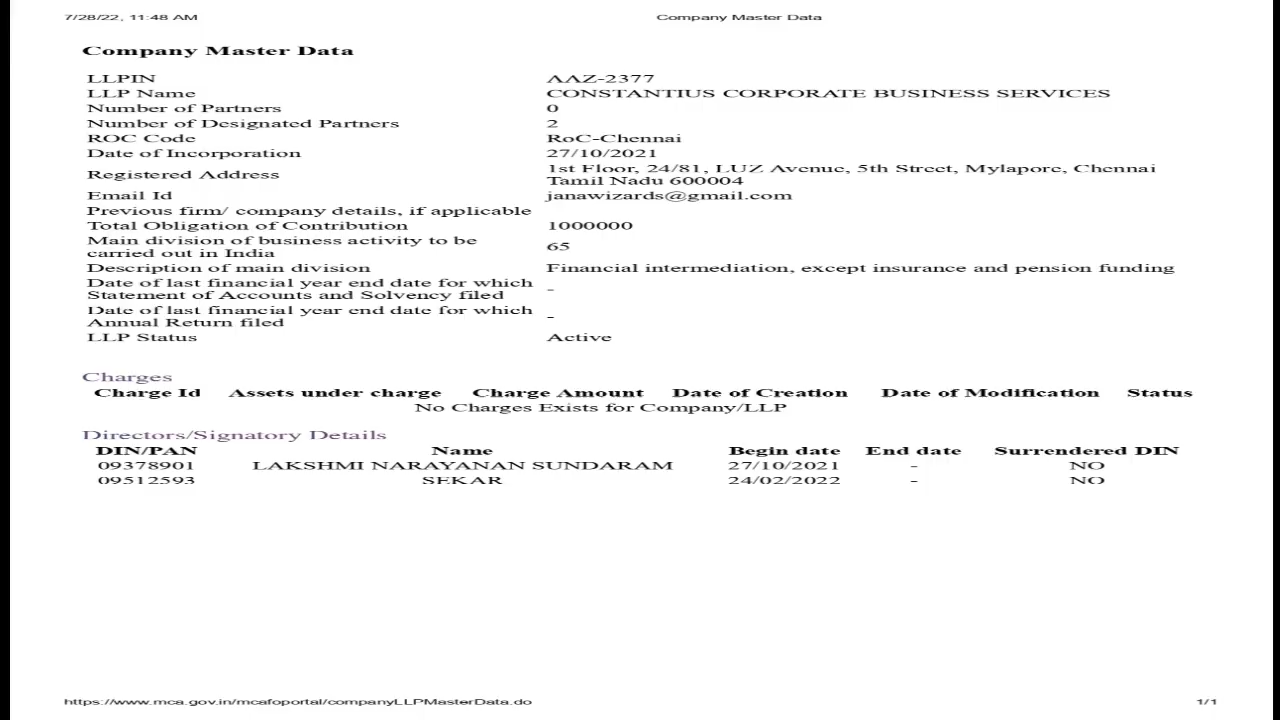 7/28/22, 11:48 AM Company Master Data
Company Master Data
LLPIN AAZ-2377
LLP Name CONSTANTIUS CORPORATE BUSINESS SERVICES
Number of Partners 0
Number of Designated Partners 2
ROC Code RoC-Chennai
Date of Incorporation 27/10/2021
Registered Address 1st Floor, 24/81, LUZ Avenue, 5th Street, Mylapore, Chennai
Tamil Nadu 600004
Email Id janawizards@gmail.com
Previous firm/ company details, if applicable
Total Obligation of Contribution 1000000
Main division of business activity to be
carried out in India 65
Description of main division Financial intermediation, except insurance and pension funding
Date of last financial year end date for which
Statement of Accounts and Solvency filed -
Date of last financial year end date for which
Annual Return filed -
LLP Status Active
Charges
Charge Id Assets under charge Charge Amount Date of Creation Date of Modification Status
No Charges Exists for Company/LLP
Directors/Signatory Details
DIN/PAN Name Begin date End date Surrendered DIN
09378901 LAKSHMI NARAYANAN SUNDARAM 27/10/2021 - NO
09512593 SEKAR 24/02/2022 - NO
https://www.mca.gov.in/mcafoportal/companyLLPMasterData.do 1/1